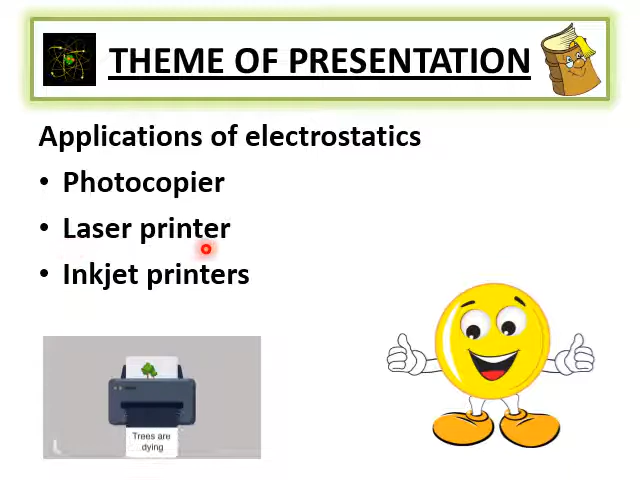 THEME OF PRESENTATION
Applications of electrostatics
• Photocopier
• Laser printer
• Inkjet printers
Trees are
dying